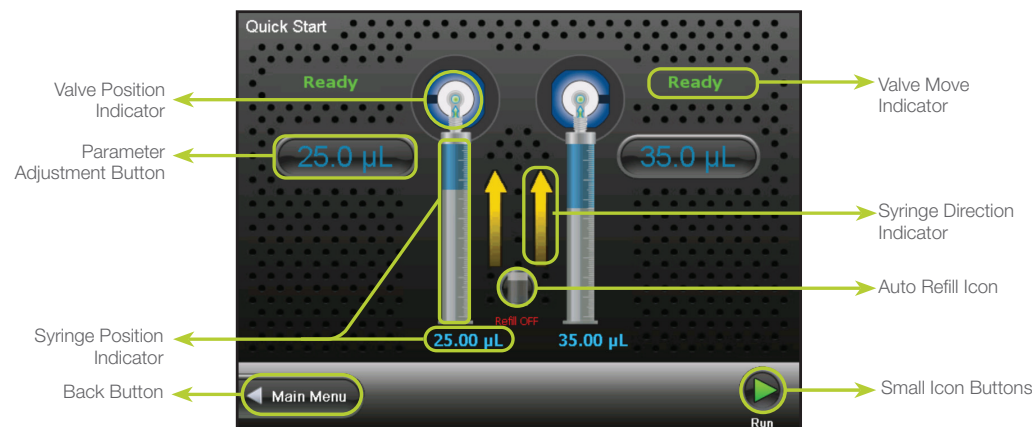 Quick Start
Ready
Ready
Valve Position
Indicator
Valve Move
Indicator
Parameter
Adjustment Button
25.0 µL
35.0 µL
Syringe Direction
Indicator
Auto Refill Icon
Refill OFF
Syringe Position
Indicator
25.00 µL
35.00 µL
Back Button
Main Menu
Small Icon Buttons
Run